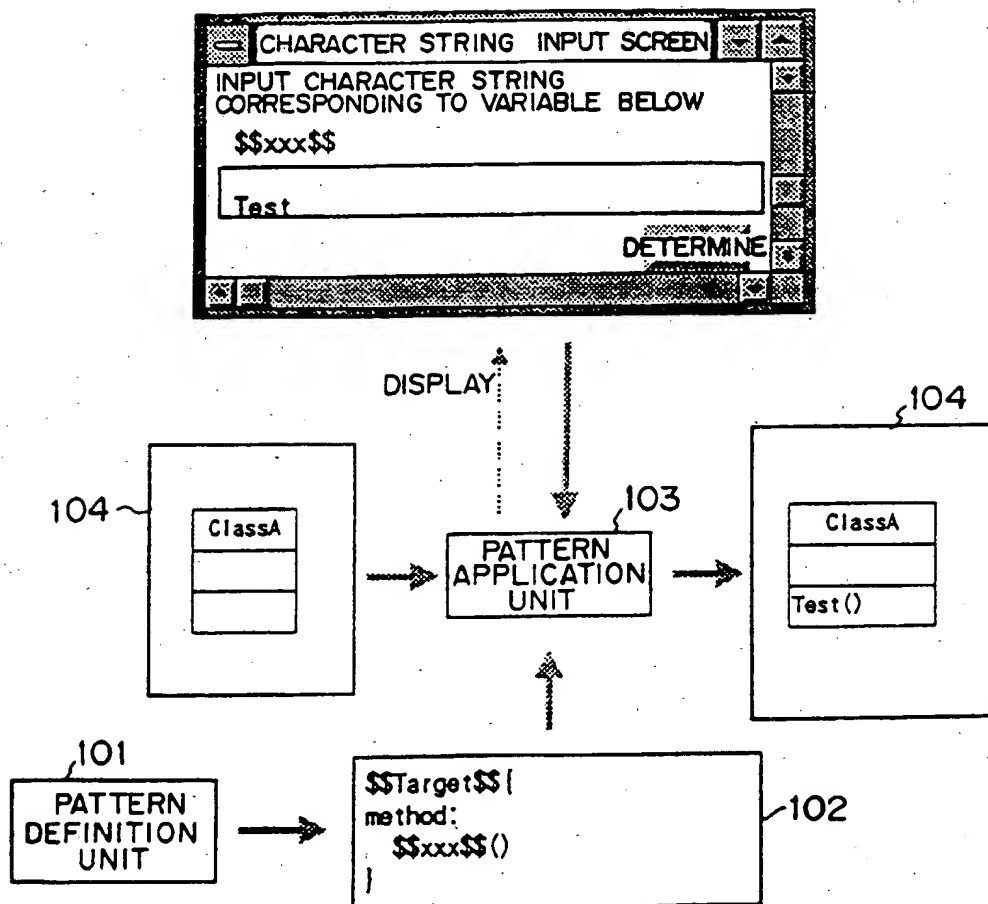 CHARACTER STRING INPUT SCREEN
INPUT CHARACTER STRING
CORRESPONDING TO VARIABLE BELOW
$$xxx$$
Test
DETERMINE
DISPLAY
104
ClassA
103
PATTERN
APPLICATION
UNIT
104
ClassA
Test()
101
PATTERN
DEFINITION
UNIT
$$Target$${
method:
$$xxx$$()
}
102